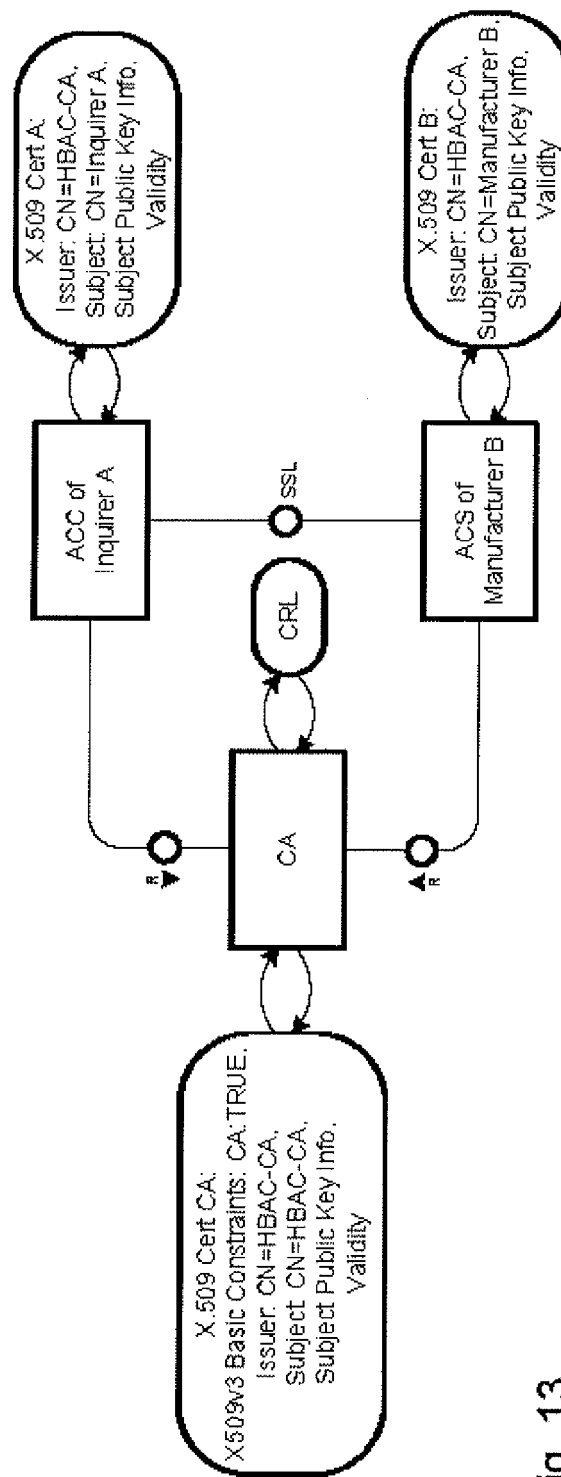 X.509 Cert CA:
X509v3 Basic Constraints: CA:TRUE,
Issuer: CN=HBAC-CA,
Subject: CN=HBAC-CA,
Subject Public Key Info.
Validity
CA
R
R
CRL
ACC of
Inquirer A
SSL
ACS of
Manufacturer B
X.509 Cert A:
Issuer: CN=HBAC-CA,
Subject: CN=Inquirer A,
Subject Public Key Info.
Validity
X.509 Cert B:
Issuer: CN=HBAC-CA,
Subject: CN=Manufacturer B,
Subject Public Key Info.
Validity
Fig. 13